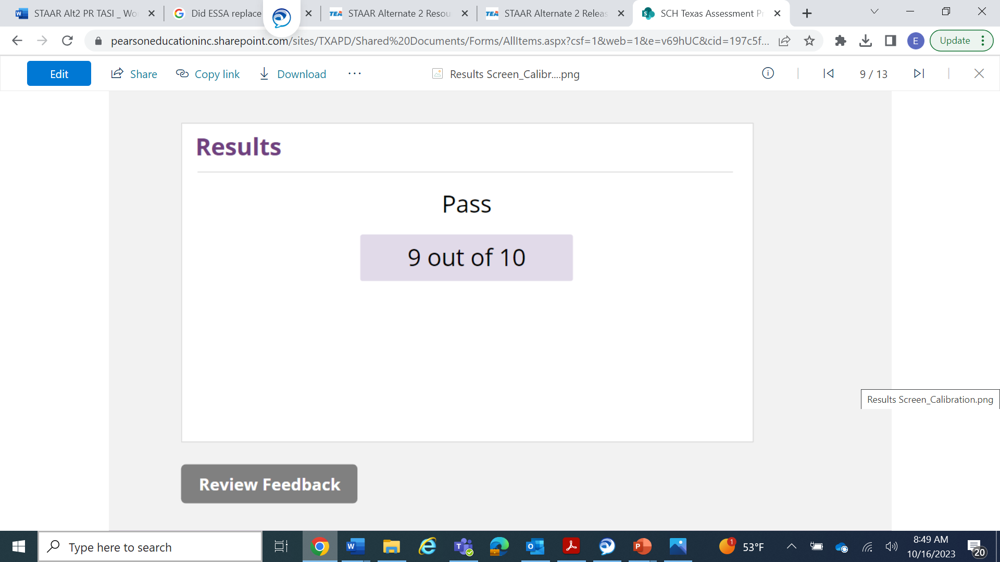 STAAR Alt2 PR TASI _ Wo
Did ESSA replace
TEA STAAR Alternate 2 Resou
TEA STAAR Alternate 2 Releas
S SCH Texas Assessment Pr
pearsoneducationinc.sharepoint.com/sites/TXAPD/Shared%20Documents/Forms/AllItems.aspx?csf=1&web=1&e=v69hUC&cid=197c5f...
E
Update
Edit
Share
Copy link
Download
...
Results Screen_Calibr....png
9 / 13
Results
Pass
9 out of 10
Results Screen_Calibration.png
Review Feedback
Type here to search
1
53°F
8:49 AM
10/16/2023
20